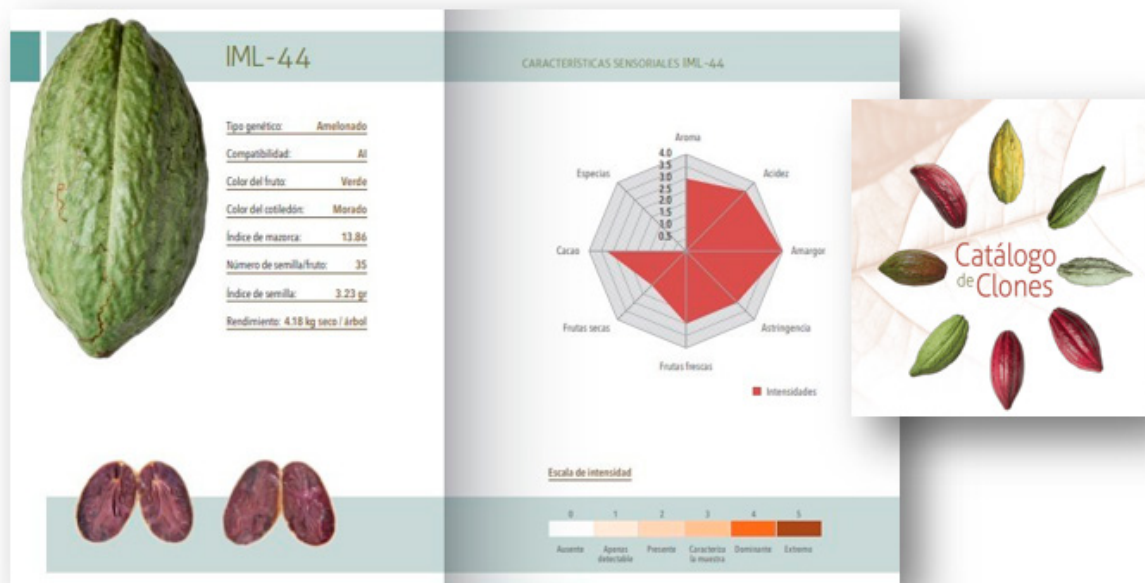 IML-44
Tipo genético: Amelonado
Compatibilidad: AI
Color del fruto: Verde
Color del cotiledón: Morado
Índice de mazorca: 13.86
Número de semilla/fruto: 35
Índice de semilla: 3.23 gr
Rendimiento: 4.18 kg seco / árbol
CARACTERÍSTICAS SENSORIALES IML-44
Aroma
Acidez
Amargor
Astringencia
Frutas frescas
Frutas secas
Cacao
Especias
4.0
3.5
3.0
2.5
2.0
1.5
1.0
0.5
Intensidades
Escala de intensidad
0 1 2 3 4 5
Ausente Apenas detectable Presente Caracteriza la muestra Dominante Extremo
Catálogo
de Clones